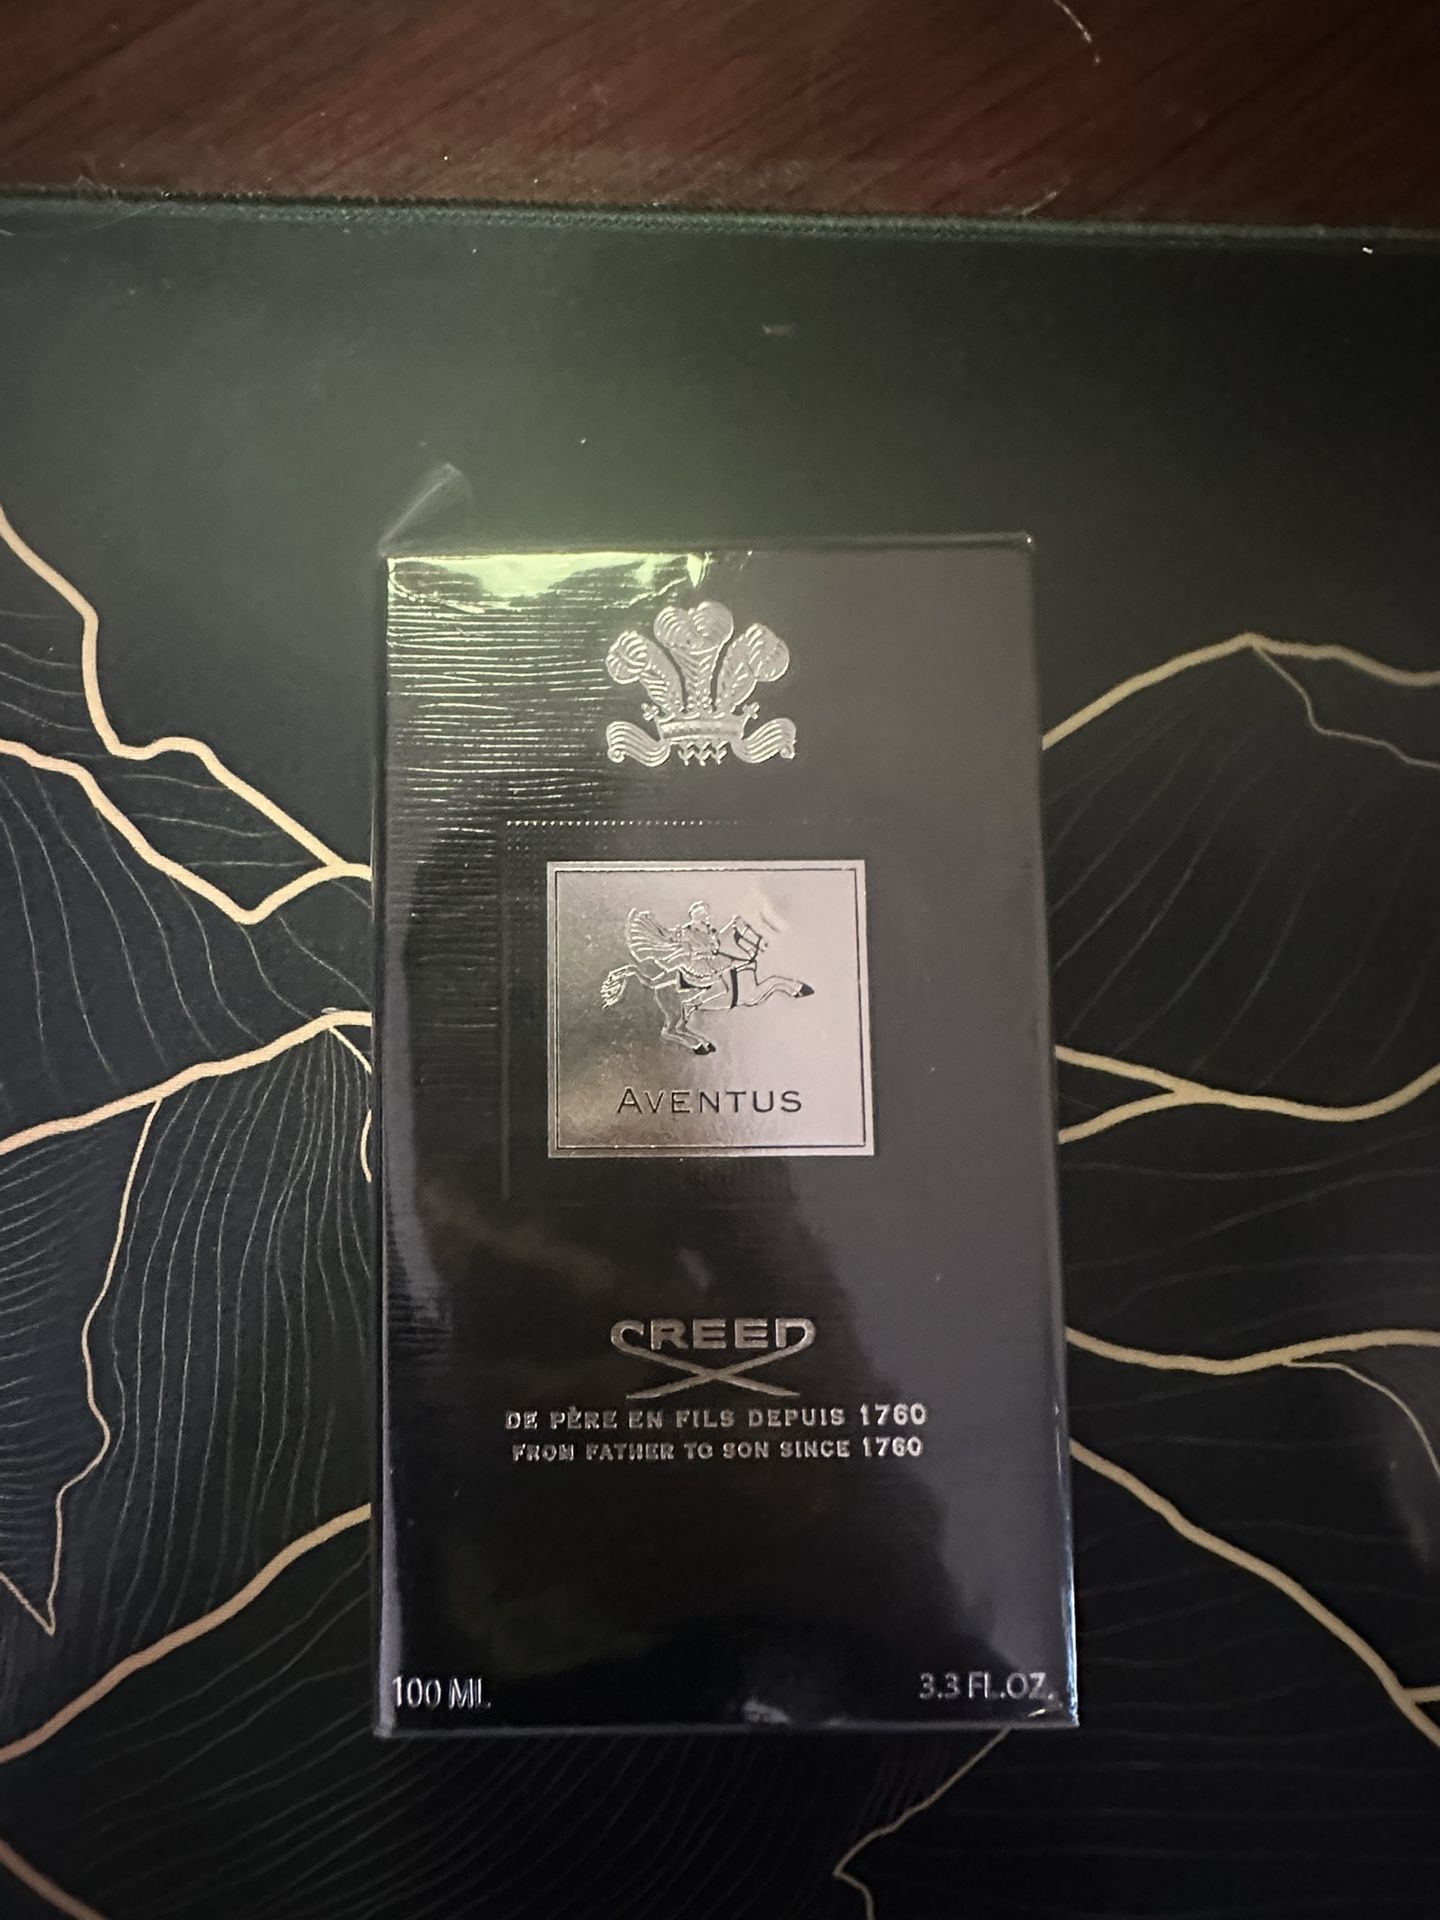 AVENTUS
CREED
DE PÈRE EN FILS DEPUIS 1760
FROM FATHER TO SON SINCE 1760
100 ML
3.3 FL.OZ.